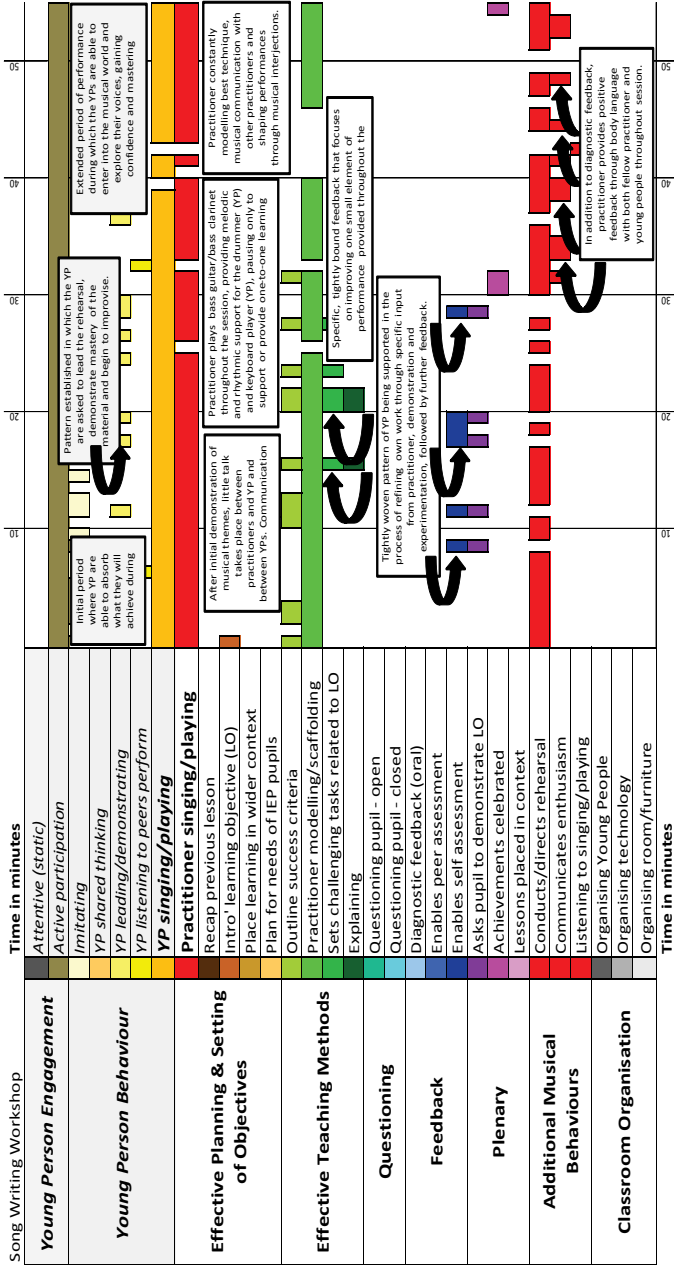 Song Writing Workshop
Time in minutes
10
20
30
40
50
Young Person Engagement
Attentive (static)
Active participation
Young Person Behaviour
Imitating
YP shared thinking
YP leading/demonstrating
YP listening to peers perform
YP singing/playing
Practitioner singing/playing
Effective Planning & Setting
of Objectives
Recap previous lesson
Intro' learning objective (LO)
Place learning in wider context
Plan for needs of IEP pupils
Effective Teaching Methods
Outline success criteria
Practitioner modelling/scaffolding
Sets challenging tasks related to LO
Explaining
Questioning
Questioning pupil - open
Questioning pupil - closed
Feedback
Diagnostic feedback (oral)
Enables peer assessment
Enables self assessment
Plenary
Asks pupil to demonstrate LO
Achievements celebrated
Lessons placed in context
Additional Musical
Behaviours
Conducts/directs rehearsal
Communicates enthusiasm
Listening to singing/playing
Classroom Organisation
Organising Young People
Organising technology
Organising room/furniture
Time in minutes
10
20
30
40
50
Initial period
where YP are
able to absorb
what they will
achieve during
Pattern established in which the YP
are asked to lead the rehearsal,
demonstrate mastery of the
material and begin to improvise.
Extended period of performance
during which the YPs are able to
enter into the musical world and
explore their voices, gaining
confidence and mastering
After initial demonstration of
musical themes, little talk
takes place between
practitioners and YP and
between YPs. Communication
Practitioner plays bass guitar/bass clarinet
throughout the session, providing melodic
and rhythmic support for the drummer (YP)
and keyboard player (YP), pausing only to
support or provide one-to-one learning
Practitioner constantly
modelling best technique,
musical communication with
other practitioners and
shaping performances
through musical interjections.
Specific, tightly bound feedback that focuses
on improving one small element of
performance provided throughout the
Tightly woven pattern of YP being supported in the
process of refining own work through specific input
from practitioner, demonstration and
experimentation, followed by further feedback.
In addition to diagnostic feedback,
practitioner provides positive
feedback through body language
with both fellow practitioner and
young people throughout session.